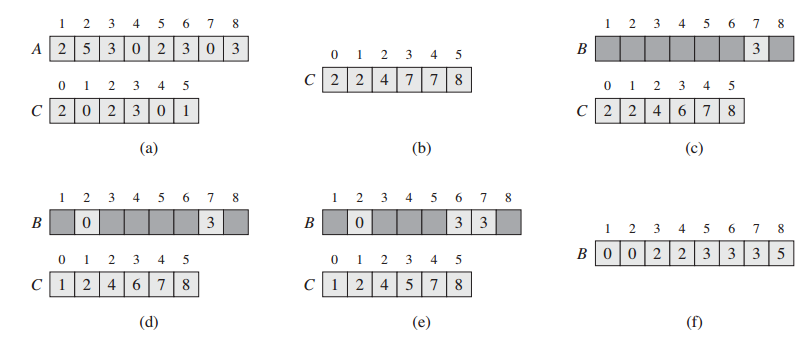 1 2 3 4 5 6 7 8
A 2 5 3 0 2 3 0 3
0 1 2 3 4 5
C 2 0 2 3 0 1
(a)
0 1 2 3 4 5
C 2 2 4 7 7 8
(b)
1 2 3 4 5 6 7 8
B 3
0 1 2 3 4 5
C 2 2 4 6 7 8
(c)
1 2 3 4 5 6 7 8
B 0 3
0 1 2 3 4 5
C 1 2 4 6 7 8
(d)
1 2 3 4 5 6 7 8
B 0 3 3
0 1 2 3 4 5
C 1 2 4 5 7 8
(e)
1 2 3 4 5 6 7 8
B 0 0 2 2 3 3 3 5
(f)